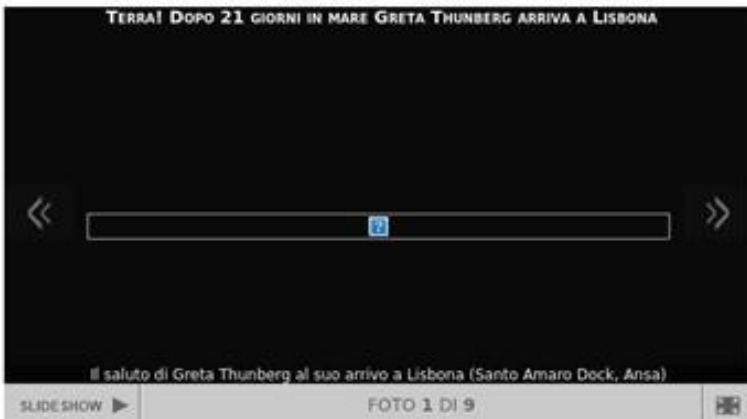 TERRA! DOPO 21 GIORNI IN MARE GRETA THUNBERG ARRIVA A LISBONA
«
?
»
Il saluto di Greta Thunberg al suo arrivo a Lisbona (Santo Amaro Dock, Ansa)
SLIDESHOW FOTO 1 DI 9